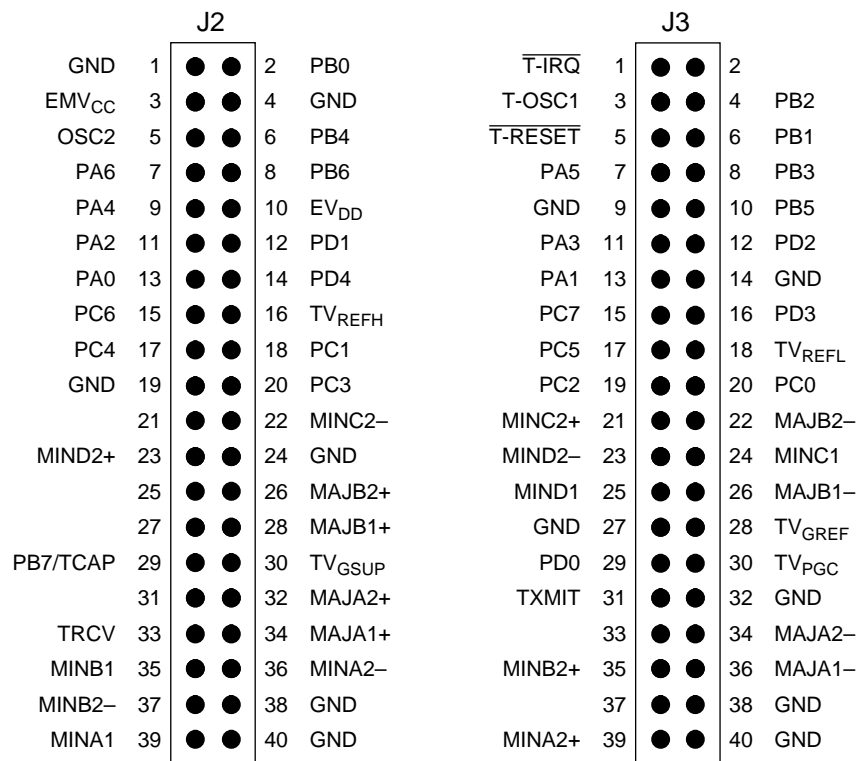 J2 J3
GND 1 2 PB0 T-IRQ 1 2
EMVCC 3 4 GND T-OSC1 3 4 PB2
OSC2 5 6 PB4 T-RESET 5 6 PB1
PA6 7 8 PB6 PA5 7 8 PB3
PA4 9 10 EVDD GND 9 10 PB5
PA2 11 12 PD1 PA3 11 12 PD2
PA0 13 14 PD4 PA1 13 14 GND
PC6 15 16 TVREFH PC7 15 16 PD3
PC4 17 18 PC1 PC5 17 18 TVREFL
GND 19 20 PC3 PC2 19 20 PC0
21 22 MINC2– MINC2+ 21 22 MAJB2–
MIND2+ 23 24 GND MIND2– 23 24 MINC1
25 26 MAJB2+ MIND1 25 26 MAJB1–
27 28 MAJB1+ GND 27 28 TVGREF
PB7/TCAP 29 30 TVGSUP PD0 29 30 TVPGC
31 32 MAJA2+ TXMIT 31 32 GND
TRCV 33 34 MAJA1+ 33 34 MAJA2–
MINB1 35 36 MINA2– MINB2+ 35 36 MAJA1–
MINB2– 37 38 GND 37 38 GND
MINA1 39 40 GND MINA2+ 39 40 GND